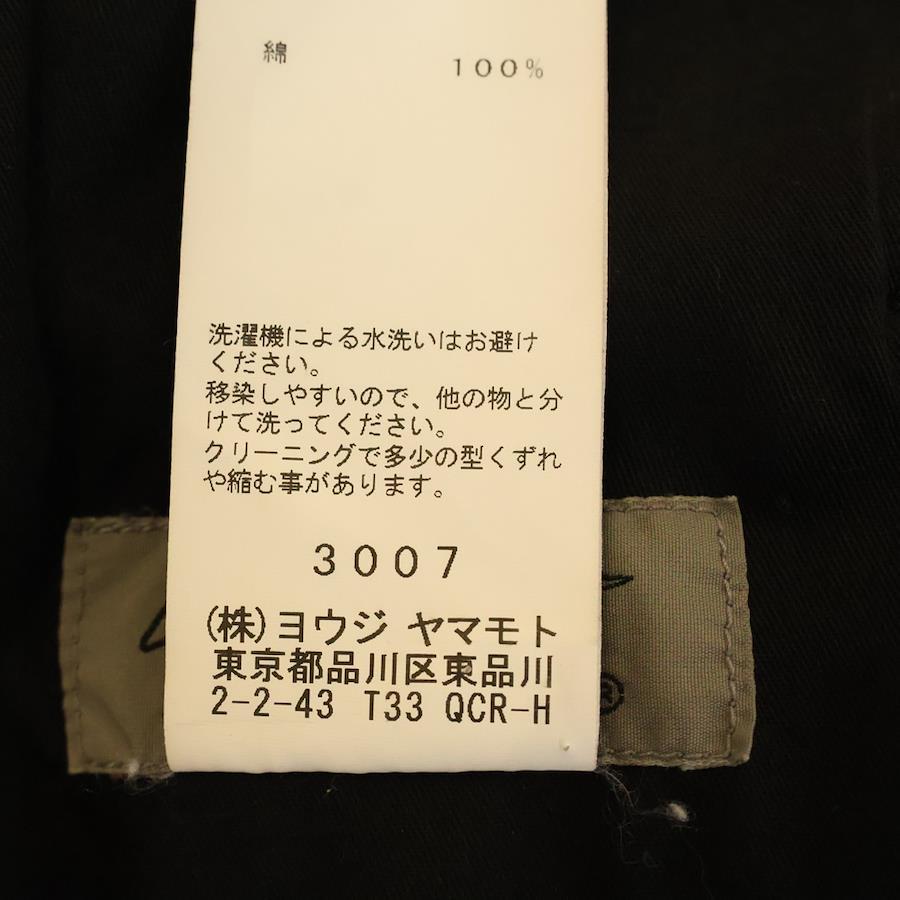 綿 100%
洗濯機による水洗いはお避け
ください。
移染しやすいので、他の物と分
けて洗ってください。
クリーニングで多少の型くずれ
や縮む事があります。
3007
(株)ヨウジ ヤマモト
東京都品川区東品川
2-2-43 T33 QCR-H
®